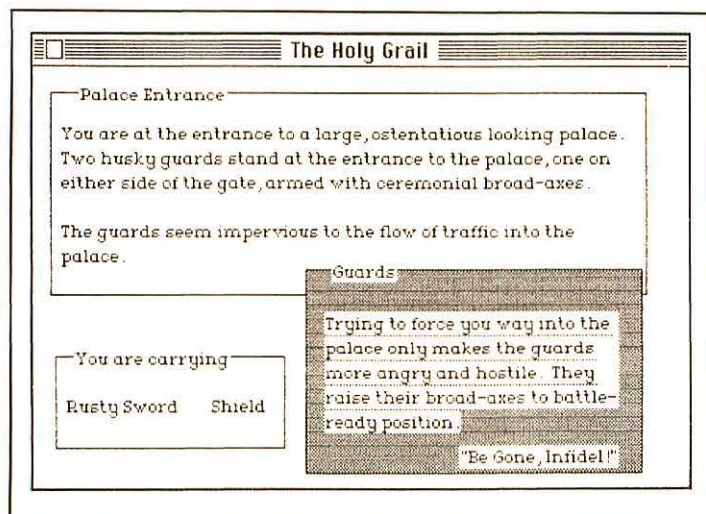 The Holy Grail
Palace Entrance
You are at the entrance to a large, ostentatious looking palace.
Two husky guards stand at the entrance to the palace, one on
either side of the gate, armed with ceremonial broad-axes.
The guards seem impervious to the flow of traffic into the
palace.
Guards
Trying to force you way into the
palace only makes the guards
more angry and hostile. They
raise their broad-axes to battle-
ready position.
"Be Gone, Infidel!"
You are carrying
Rusty Sword Shield